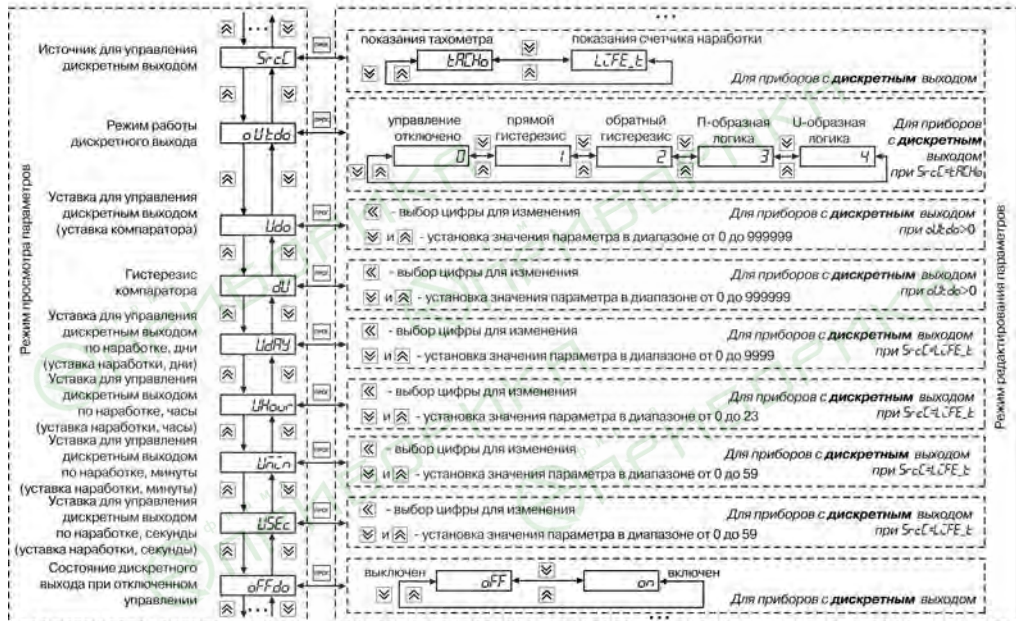 Режим просмотра параметров
Источник для управления
дискретным выходом
SrcC
показания тахометра
tACHo
показания счетчика наработки
LiFE_t
Для приборов с дискретным выходом
Режим работы
дискретного выхода
oUtdo
управление
отключено
0
прямой
гистерезис
1
обратный
гистерезис
2
П-образная
логика
3
U-образная
логика
4
Для приборов
с дискретным
выходом
при SrcC=tACHo
Уставка для управления
дискретным выходом
(уставка компаратора)
Udo
- выбор цифры для изменения
и - установка значения параметра в диапазоне от 0 до 999999
Для приборов с дискретным выходом
при oUtdo>0
Гистерезис
компаратора
dU
- выбор цифры для изменения
и - установка значения параметра в диапазоне от 0 до 999999
Для приборов с дискретным выходом
при oUtdo>0
Уставка для управления
дискретным выходом
по наработке, дни
(уставка наработки, дни)
UdAY
- выбор цифры для изменения
и - установка значения параметра в диапазоне от 0 до 9999
Для приборов с дискретным выходом
при SrcC=LiFE_t
Уставка для управления
дискретным выходом
по наработке, часы
(уставка наработки, часы)
UHour
- выбор цифры для изменения
и - установка значения параметра в диапазоне от 0 до 23
Для приборов с дискретным выходом
при SrcC=LiFE_t
Уставка для управления
дискретным выходом
по наработке, минуты
(уставка наработки, минуты)
Unin
- выбор цифры для изменения
и - установка значения параметра в диапазоне от 0 до 59
Для приборов с дискретным выходом
при SrcC=LiFE_t
Уставка для управления
дискретным выходом
по наработке, секунды
(уставка наработки, секунды)
USEc
- выбор цифры для изменения
и - установка значения параметра в диапазоне от 0 до 59
Для приборов с дискретным выходом
при SrcC=LiFE_t
Состояние дискретного
выхода при отключенном
управлении
oFFdo
выключен
oFF
on
включен
Для приборов с дискретным выходом
Режим редактирования параметров